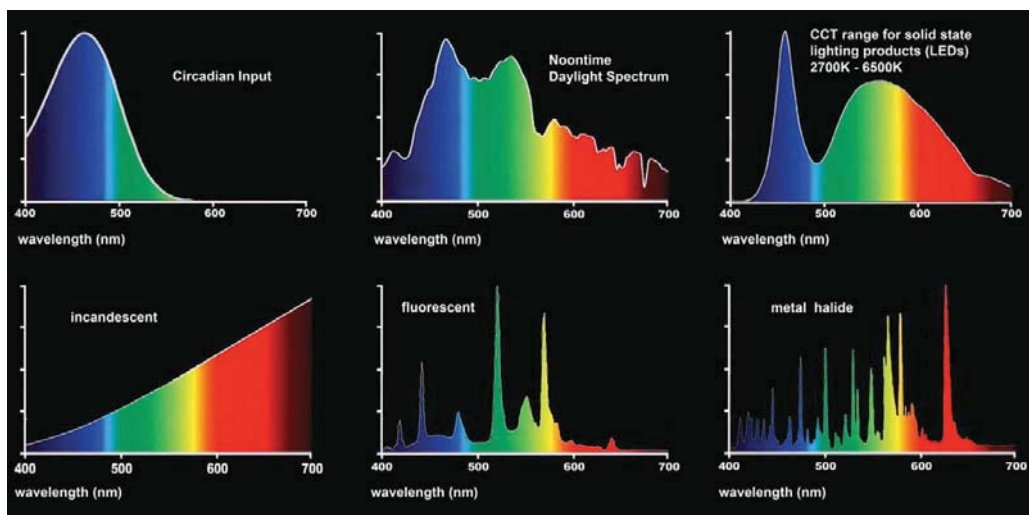 Circadian Input
400 500 600 700
wavelength (nm)
Noontime
Daylight Spectrum
400 500 600 700
wavelength (nm)
CCT range for solid state
lighting products (LEDs)
2700K - 6500K
400 500 600 700
wavelength (nm)
incandescent
400 500 600 700
wavelength (nm)
fluorescent
400 500 600 700
wavelength (nm)
metal halide
400 500 600 700
wavelength (nm)